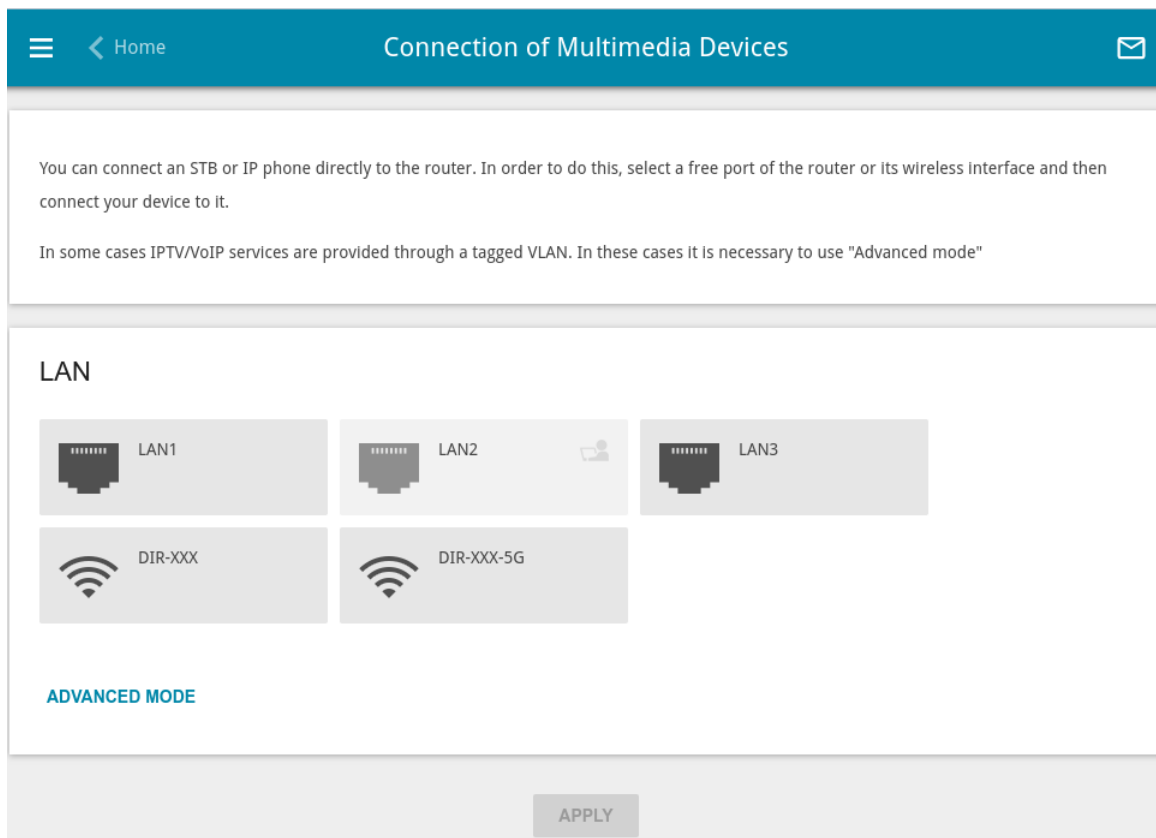 Home
Connection of Multimedia Devices
You can connect an STB or IP phone directly to the router. In order to do this, select a free port of the router or its wireless interface and then
connect your device to it.
In some cases IPTV/VoIP services are provided through a tagged VLAN. In these cases it is necessary to use "Advanced mode"
LAN
LAN1
LAN2
LAN3
DIR-XXX
DIR-XXX-5G
ADVANCED MODE
APPLY